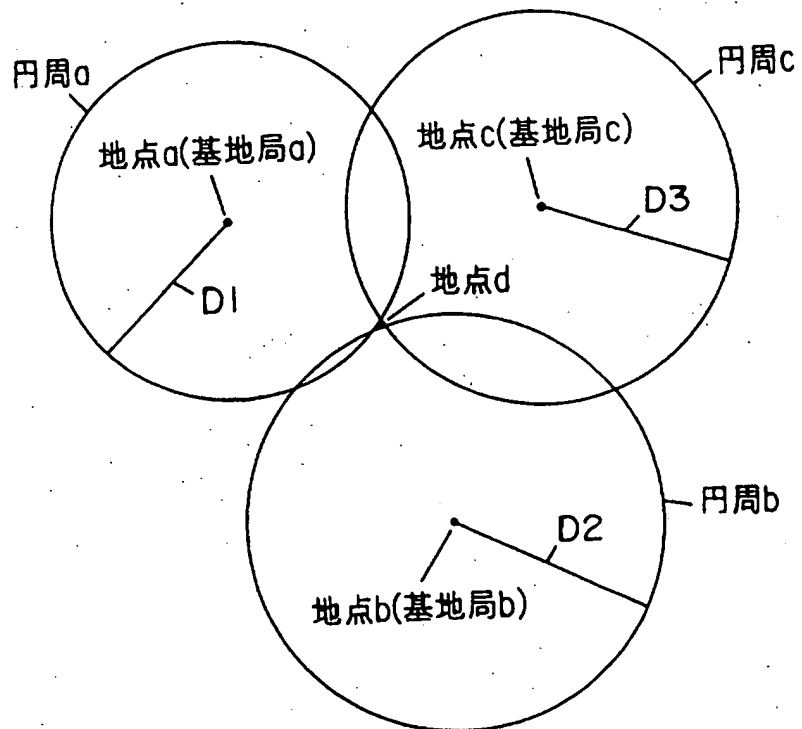 円周a
円周c
地点a(基地局a)
地点c(基地局c)
D3
地点d
D1
円周b
D2
地点b(基地局b)